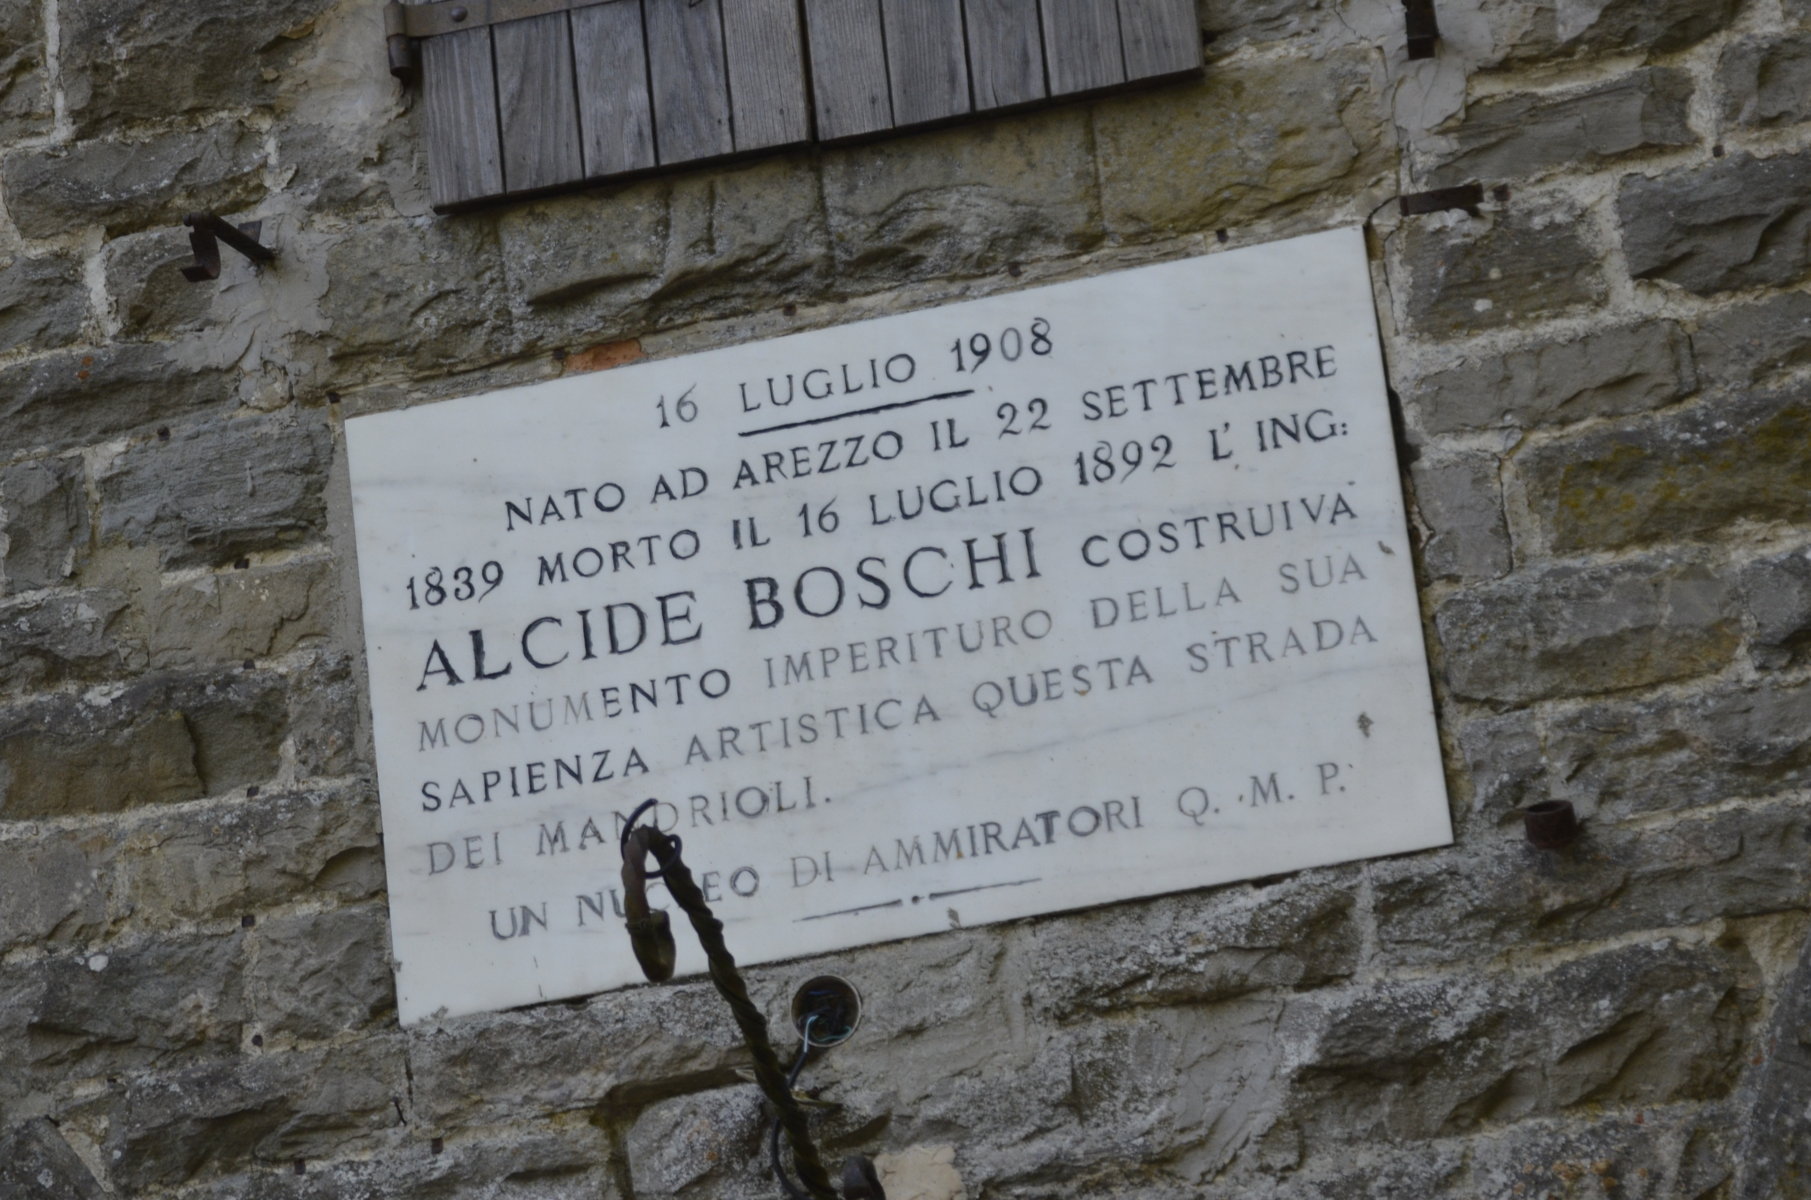 16 LUGLIO 1908
NATO AD AREZZO IL 22 SETTEMBRE
1839 MORTO IL 16 LUGLIO 1892 L' ING:
ALCIDE BOSCHI COSTRUIVA
MONUMENTO IMPERITURO DELLA SUA
SAPIENZA ARTISTICA QUESTA STRADA
DEI MANDRIOLI.
UN NUCLEO DI AMMIRATORI Q. M. P.